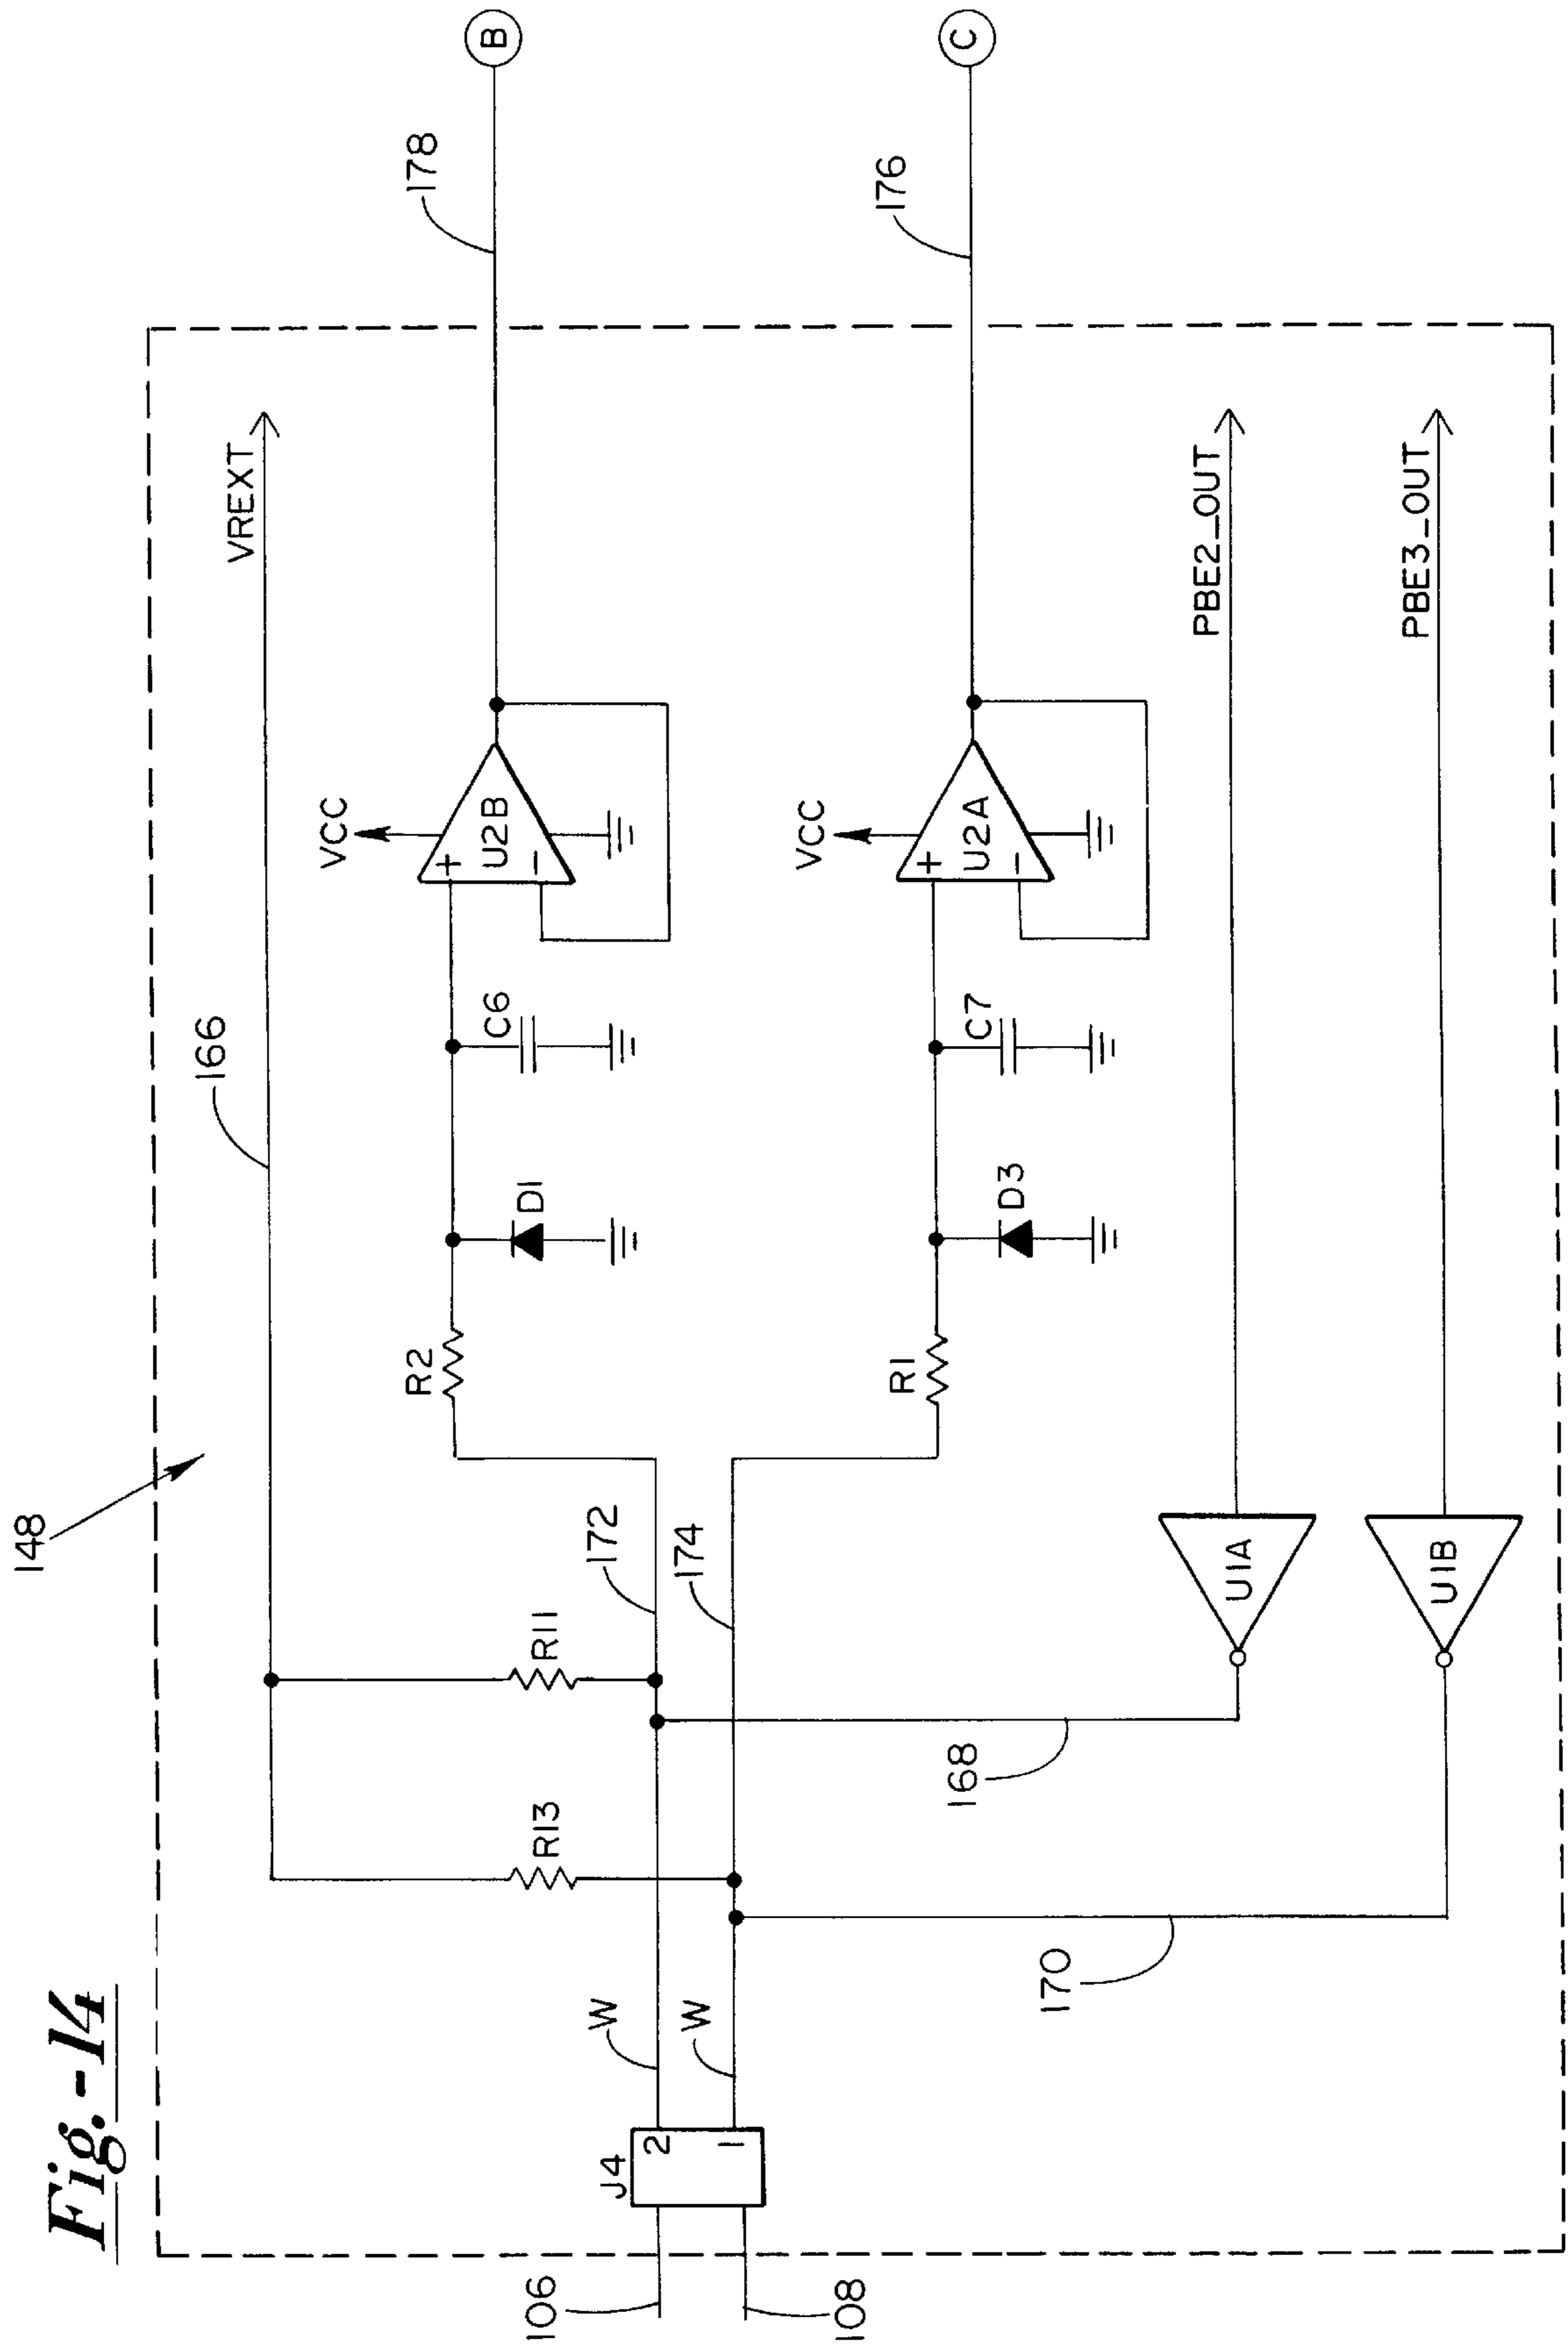 Fig.-14
148
166
VREXT
VCC
178
B
R2
D1
C6
+
U2B
-
106
J4
2
W
R13
R11
172
108
1
W
174
VCC
176
C
R1
D3
C7
+
U2A
-
168
170
U1A
PBE2_OUT
U1B
PBE3_OUT